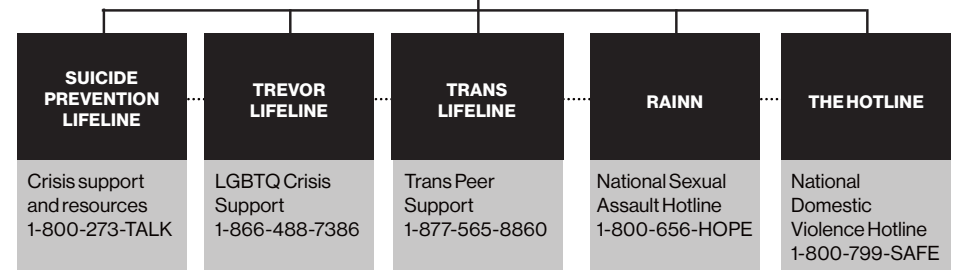 SUICIDE
PREVENTION
LIFELINE
Crisis support
and resources
1-800-273-TALK
TREVOR
LIFELINE
LGBTQ Crisis
Support
1-866-488-7386
TRANS
LIFELINE
Trans Peer
Support
1-877-565-8860
RAINN
National Sexual
Assault Hotline
1-800-656-HOPE
THE HOTLINE
National
Domestic
Violence Hotline
1-800-799-SAFE